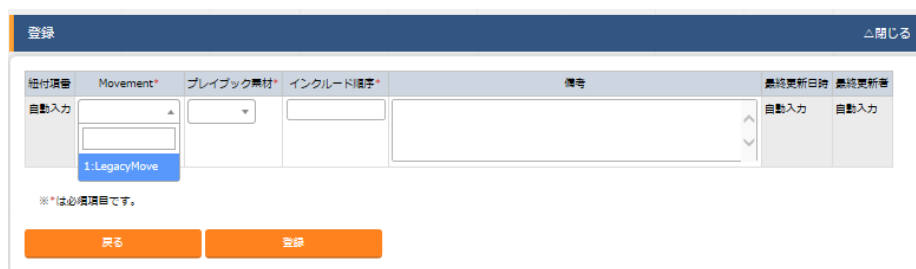 登録 △閉じる
紐付項番 Movement* プレイブック素材* インクルード順序* 備考 最終更新日時 最終更新者
自動入力 自動入力 自動入力
1:LegacyMove
※*は必須項目です。
戻る 登録